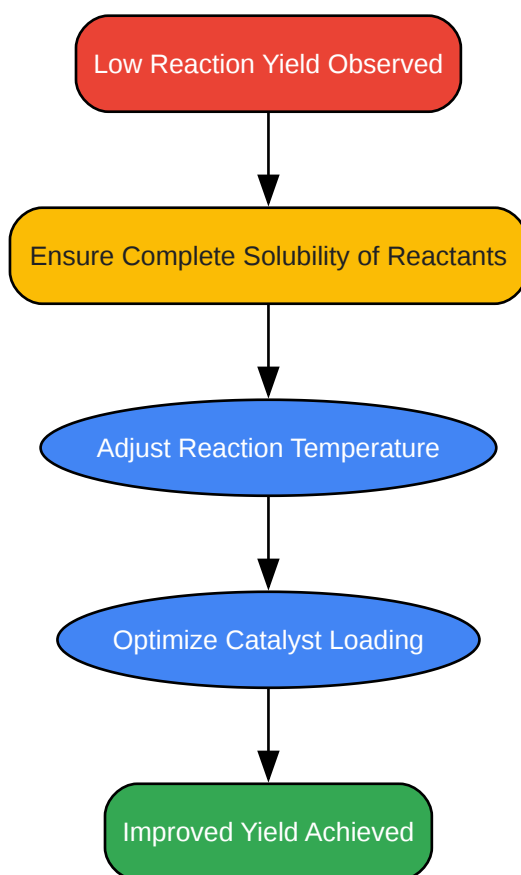 Low Reaction Yield Observed
Ensure Complete Solubility of Reactants
Adjust Reaction Temperature
Optimize Catalyst Loading
Improved Yield Achieved